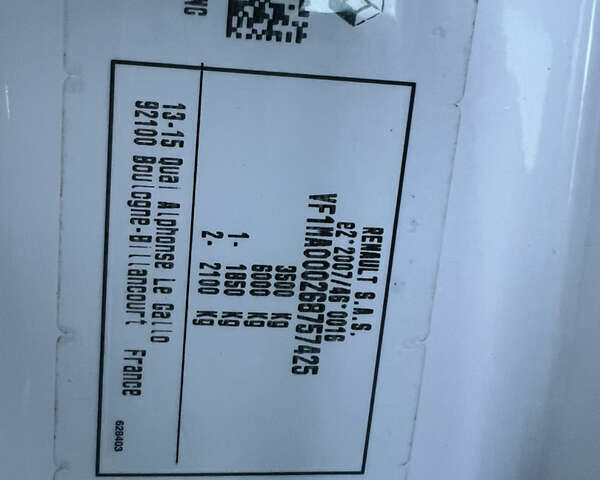 NG
RENAULT S.A.S.
e2*2007/46*0016
VF1MA000268757425
3500 kg
6000 kg
1- 1850 kg
2- 2100 kg
13-15 Quai Alphonse Le Gallo
92100 Boulogne-Billancourt France
628403